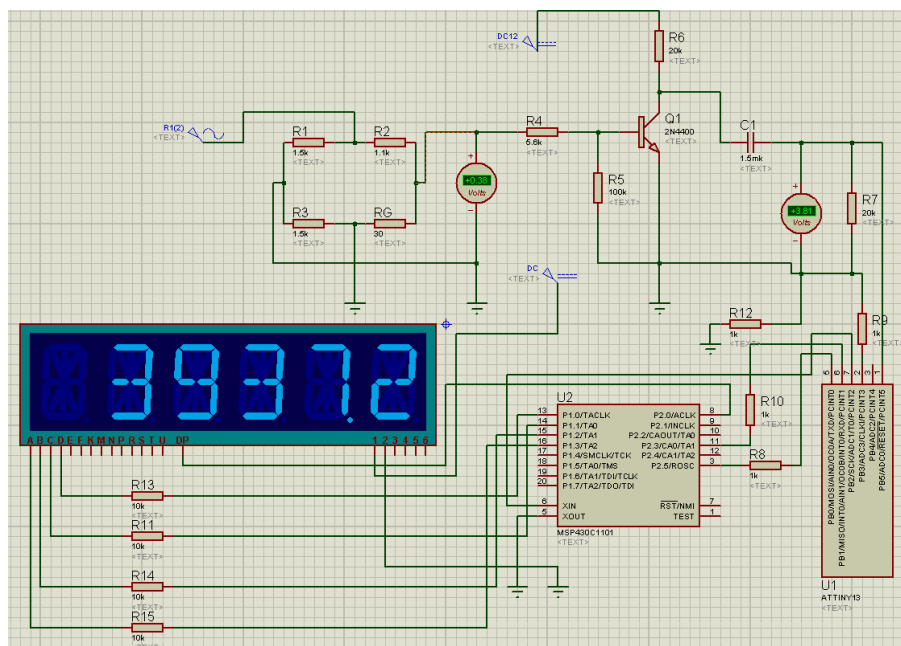 DC12
<TEXT>
R6
20k
<TEXT>
R1(2)
<TEXT>
R1
1.5k
<TEXT>
R2
1.1k
<TEXT>
R4
5.6k
<TEXT>
Q1
2N4400
<TEXT>
C1
1.5mk
<TEXT>
+0.38
Volts
R5
100k
<TEXT>
+3.81
Volts
R7
20k
<TEXT>
R3
1.5k
<TEXT>
RG
30
<TEXT>
DC
<TEXT>
R12
1k
<TEXT>
R9
1k
<TEXT>
3937.2
A B C D E F K M N P R S T U DP 1 2 3 4 5 6
U2
13 P1.0/TACLK P2.0/ACLK 8
14 P1.1/TA0 P2.1/INCLK 9
15 P1.2/TA1 P2.2/CAOUT/TA0 10
16 P1.3/TA2 P2.3/CA0/TA1 11
17 P1.4/SMCLK/TCK P2.4/CA1/TA2 12
18 P1.5/TA0/TMS P2.5/ROSC 3
19 P1.6/TA1/TDI/TCLK
20 P1.7/TA2/TDO/TDI
6 XIN RST/NMI 7
5 XOUT TEST 1
MSP430C1101
<TEXT>
R10
1k
<TEXT>
R8
1k
<TEXT>
5 6 7 2 3 1
PB0/MOSI/AIN0/OC0A/TXD/PCINT0
PB1/MISO/INT0/AIN1/OC0B/INT0/RXD/PCINT1
PB2/SCK/ADC1/T0/PCINT2
PB3/ADC3/CLKI/PCINT3
PB4/ADC2/PCINT4
PB5/ADC0/RESET/PCINT5
U1
ATTINY13
<TEXT>
R13
10k
<TEXT>
R11
10k
<TEXT>
R14
10k
<TEXT>
R15
10k
<TEXT>